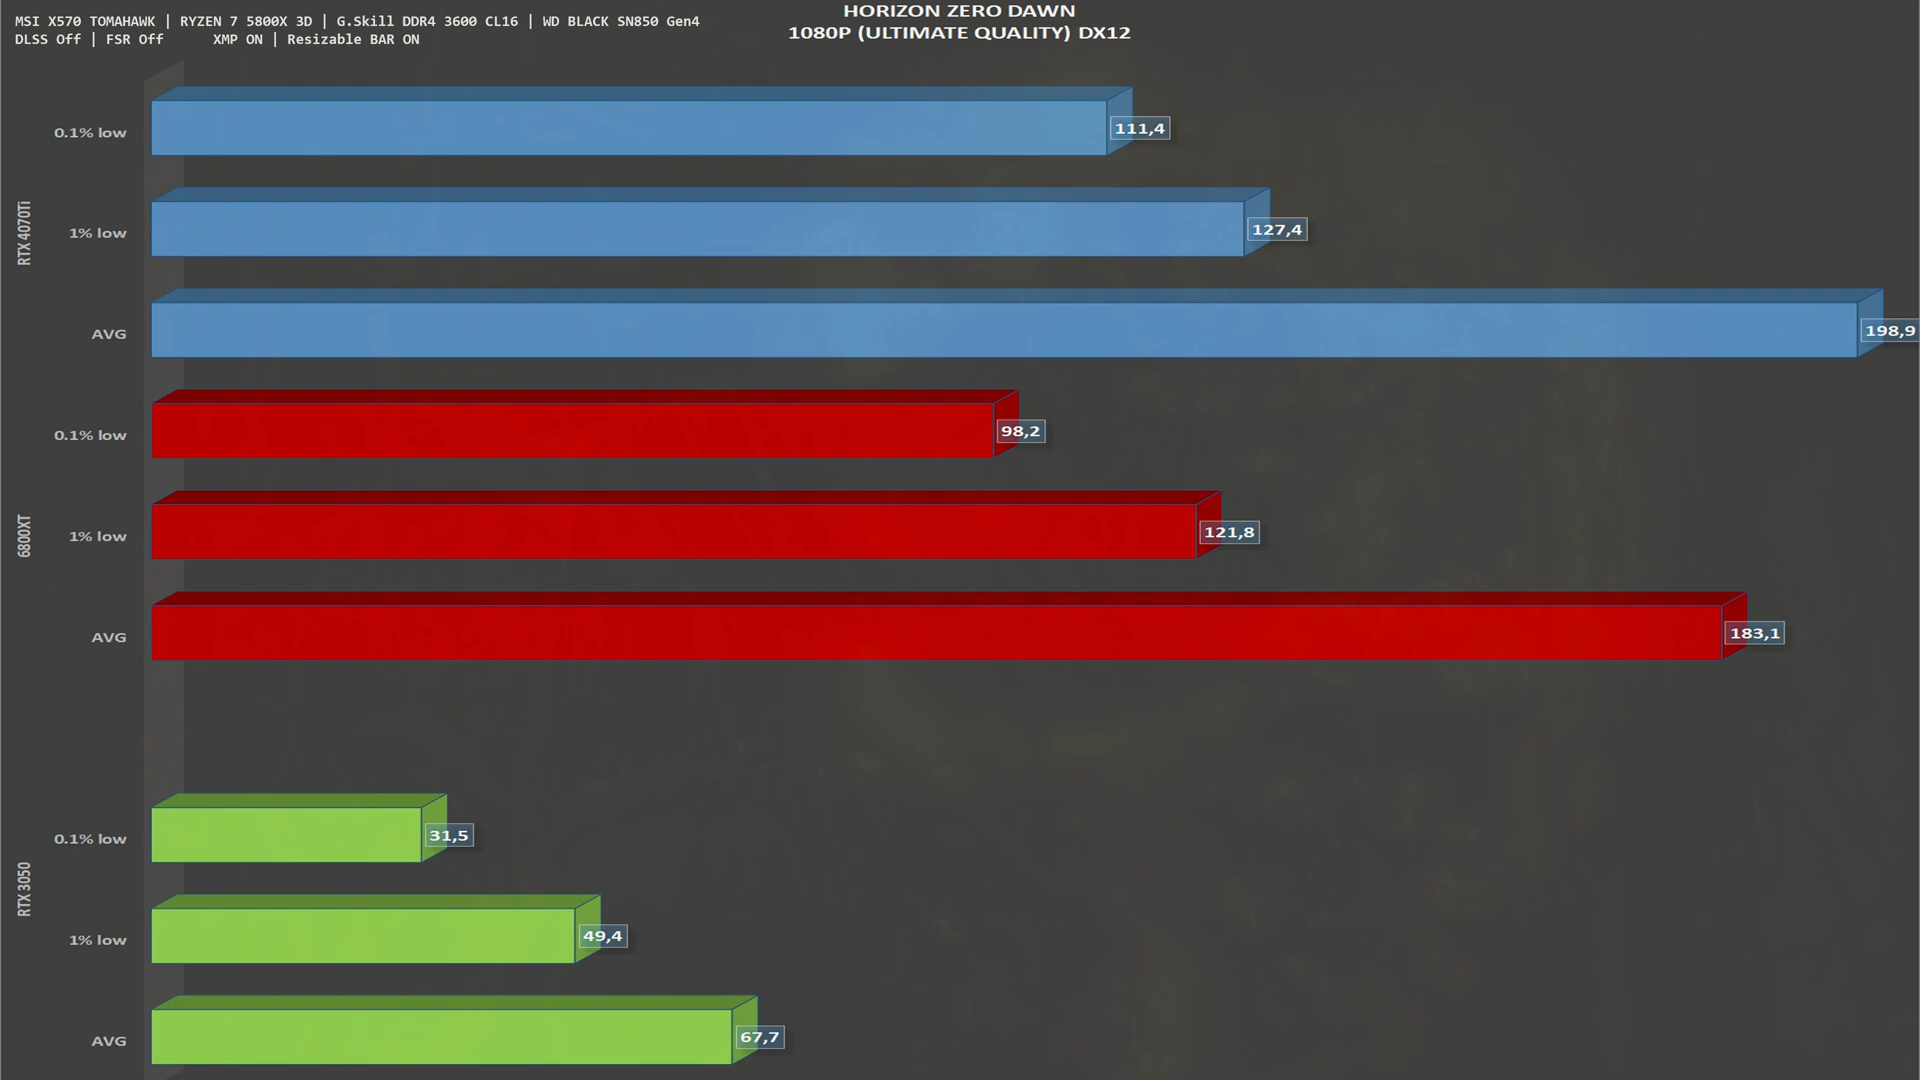 MSI X570 TOMAHAWK | RYZEN 7 5800X 3D | G.Skill DDR4 3600 CL16 | WD BLACK SN850 Gen4
DLSS Off | FSR Off XMP ON | Resizable BAR ON
HORIZON ZERO DAWN
1080P (ULTIMATE QUALITY) DX12
RTX 4070Ti
0.1% low 111,4
1% low 127,4
AVG 198,9
6800XT
0.1% low 98,2
1% low 121,8
AVG 183,1
RTX 3050
0.1% low 31,5
1% low 49,4
AVG 67,7